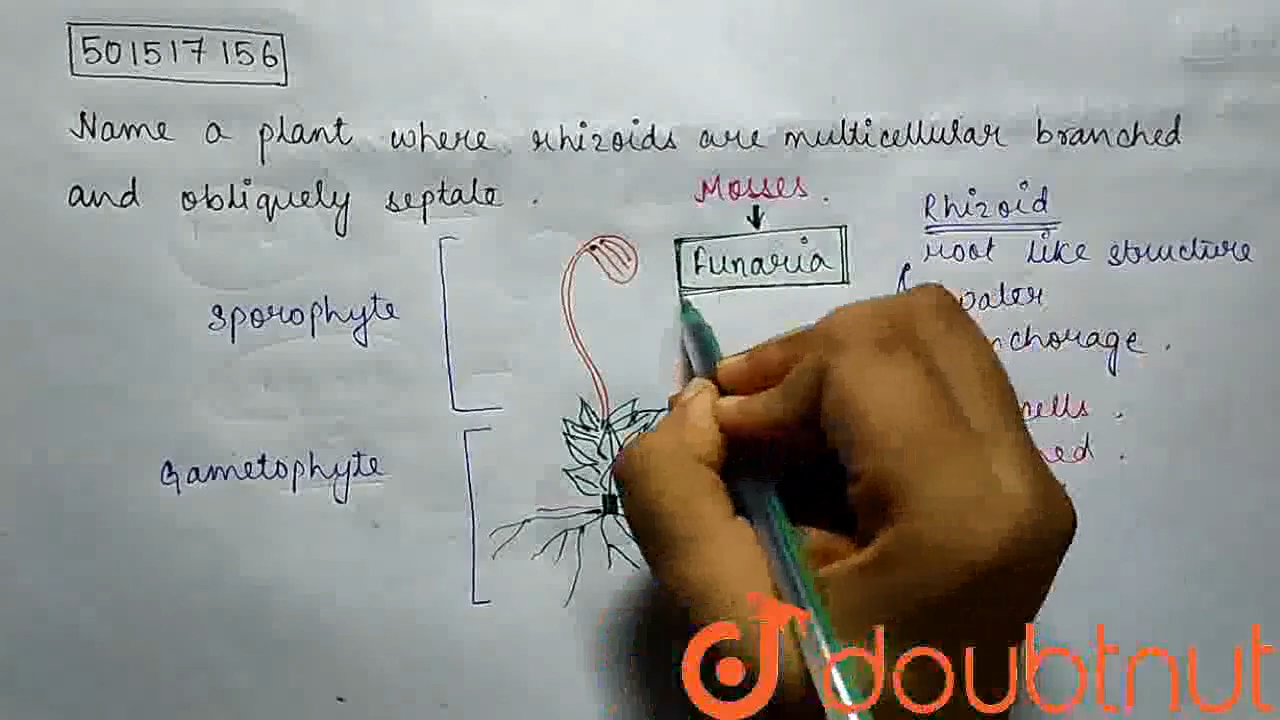 501517156
Name a plant where rhizoids are multicellular branched
and obliquely septate .
Mosses .
Funaria
Rhizoid
root like structure
Sporophyte
Gametophyte
doubtnut